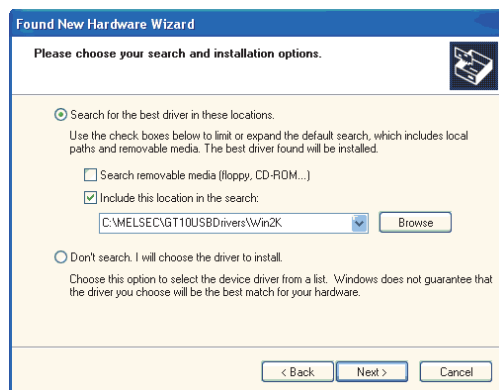 Found New Hardware Wizard
Please choose your search and installation options.
Search for the best driver in these locations.
Use the check boxes below to limit or expand the default search, which includes local
paths and removable media. The best driver found will be installed.
Search removable media (floppy, CD-ROM...)
Include this location in the search:
C:\MELSEC\GT10USBDrivers\Win2K
Browse
Don't search. I will choose the driver to install.
Choose this option to select the device driver from a list. Windows does not guarantee that
the driver you choose will be the best match for your hardware.
< Back Next > Cancel